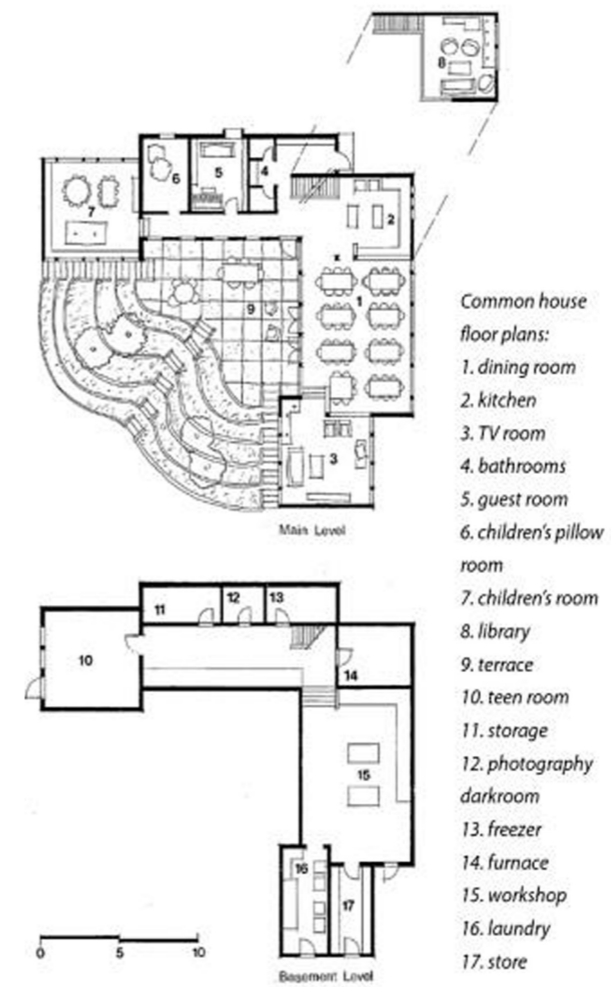 8
6
5
4
7
2
x
9
1
3
Main Level
11
12
13
10
14
15
16
17
0 5 10
Basement Level
Common house
floor plans:
1. dining room
2. kitchen
3. TV room
4. bathrooms
5. guest room
6. children's pillow
room
7. children's room
8. library
9. terrace
10. teen room
11. storage
12. photography
darkroom
13. freezer
14. furnace
15. workshop
16. laundry
17. store